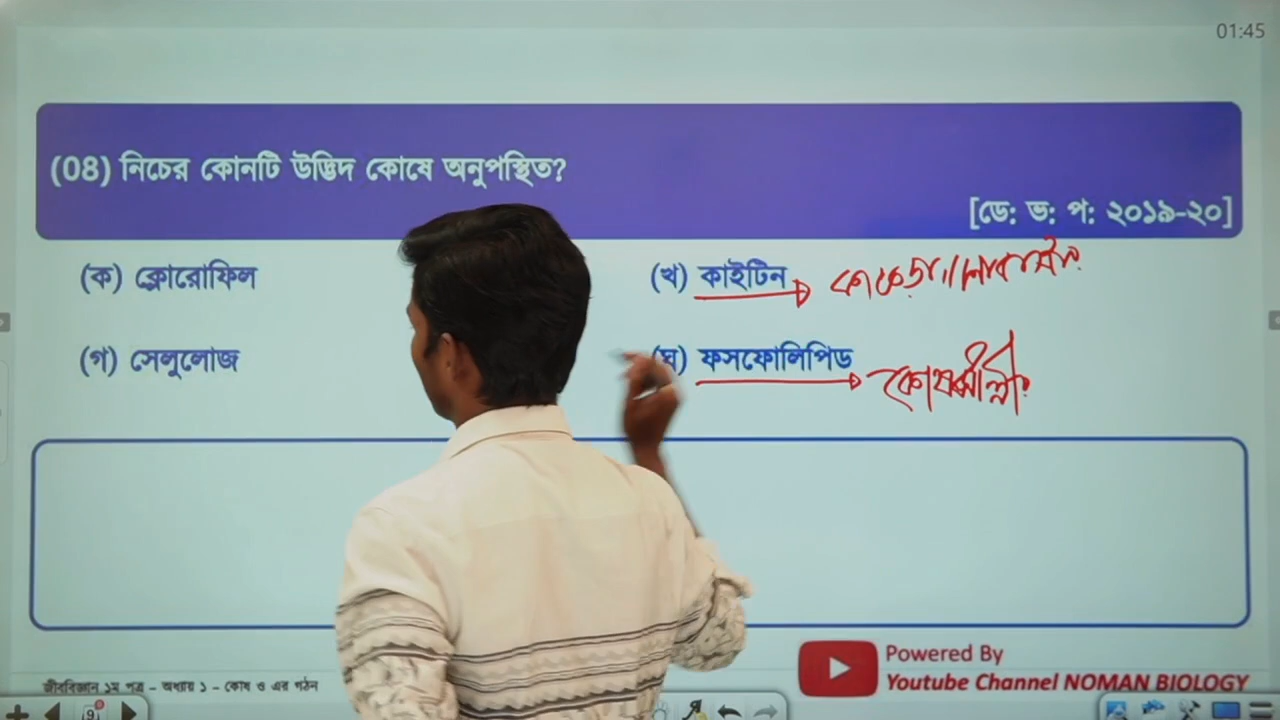 01:45
(08) নিচের কোনটি উদ্ভিদ কোষে অনুপস্থিত?
[ডে: ভ: প: ২০১৯-২০]
(ক) ক্লোরোফিল
(খ) কাইটিন
(গ) সেলুলোজ
(ঘ) ফসফোলিপিড
Powered By
Youtube Channel NOMAN BIOLOGY
জীববিজ্ঞান ১ম পত্র - অধ্যায় ১ - কোষ ও এর গঠন
9